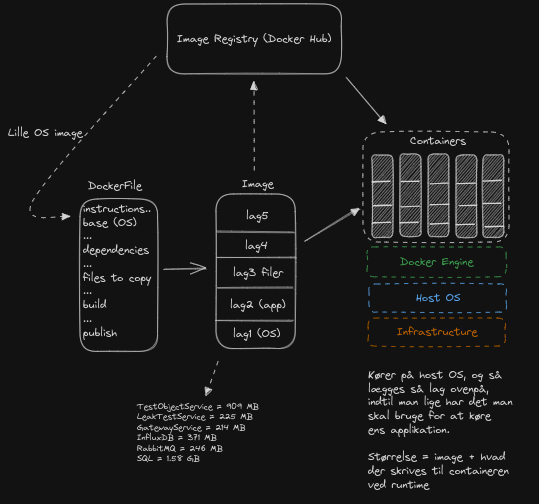 Image Registry (Docker Hub)
Lille OS image
Containers
DockerFile
instructions..
base (OS)
...
dependencies
...
files to copy
...
build
...
publish
Image
lag5
lag4
lag3 filer
lag2 (app)
lag1 (OS)
Docker Engine
Host OS
Infrastructure
TestObjectService = 909 MB
LeakTestService = 225 MB
GatewayService = 214 MB
InfluxDB = 371 MB
RabbitMQ = 246 MB
SQL = 1.58 GB
Kører på host OS, og så
lægges så lag ovenpå,
indtil man lige har det man
skal bruge for at køre
ens applikation.
Størrelse = image + hvad
der skrives til containeren
ved runtime